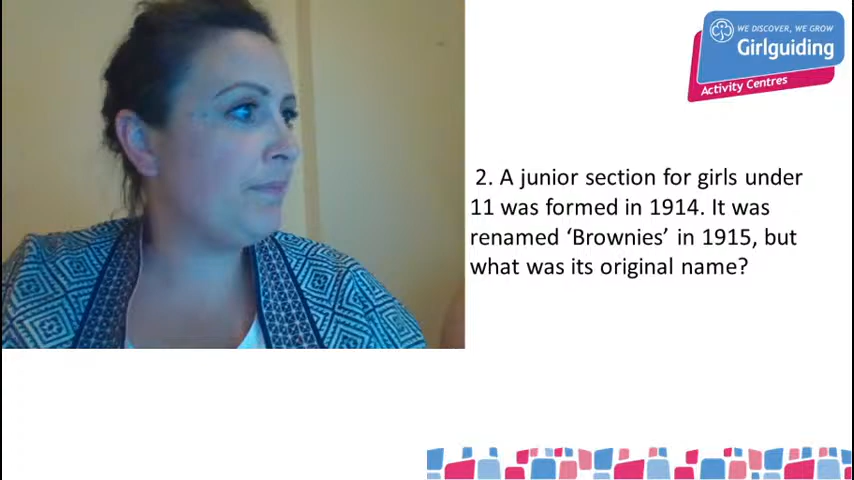 WE DISCOVER, WE GROW
Girlguiding
Activity Centres
2. A junior section for girls under
11 was formed in 1914. It was
renamed ‘Brownies’ in 1915, but
what was its original name?